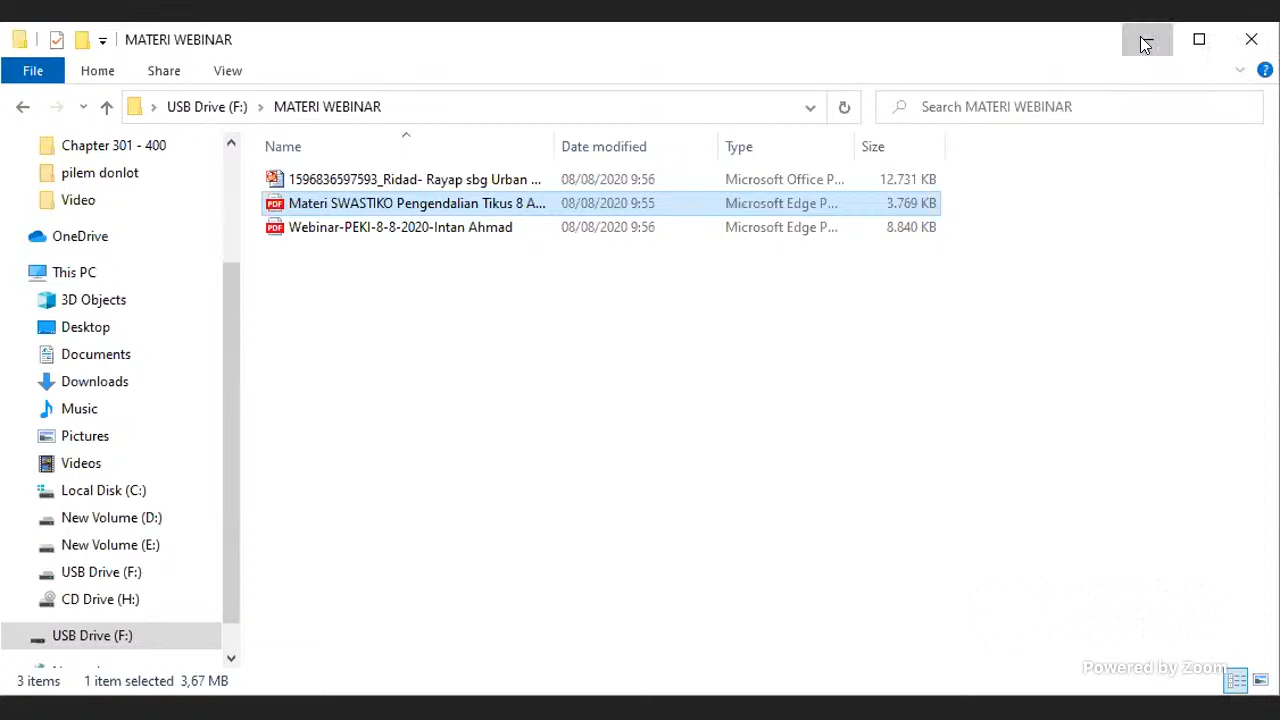 MATERI WEBINAR
File Home Share View
USB Drive (F:) MATERI WEBINAR
Search MATERI WEBINAR
Name Date modified Type Size
1596836597593_Ridad- Rayap sbg Urban ... 08/08/2020 9:56 Microsoft Office P... 12.731 KB
Materi SWASTIKO Pengendalian Tikus 8 A... 08/08/2020 9:55 Microsoft Edge P... 3.769 KB
Webinar-PEKI-8-8-2020-Intan Ahmad 08/08/2020 9:56 Microsoft Edge P... 8.840 KB
Chapter 301 - 400
pilem donlot
Video
OneDrive
This PC
3D Objects
Desktop
Documents
Downloads
Music
Pictures
Videos
Local Disk (C:)
New Volume (D:)
New Volume (E:)
USB Drive (F:)
CD Drive (H:)
USB Drive (F:)
3 items 1 item selected 3,67 MB
Powered by Zoom